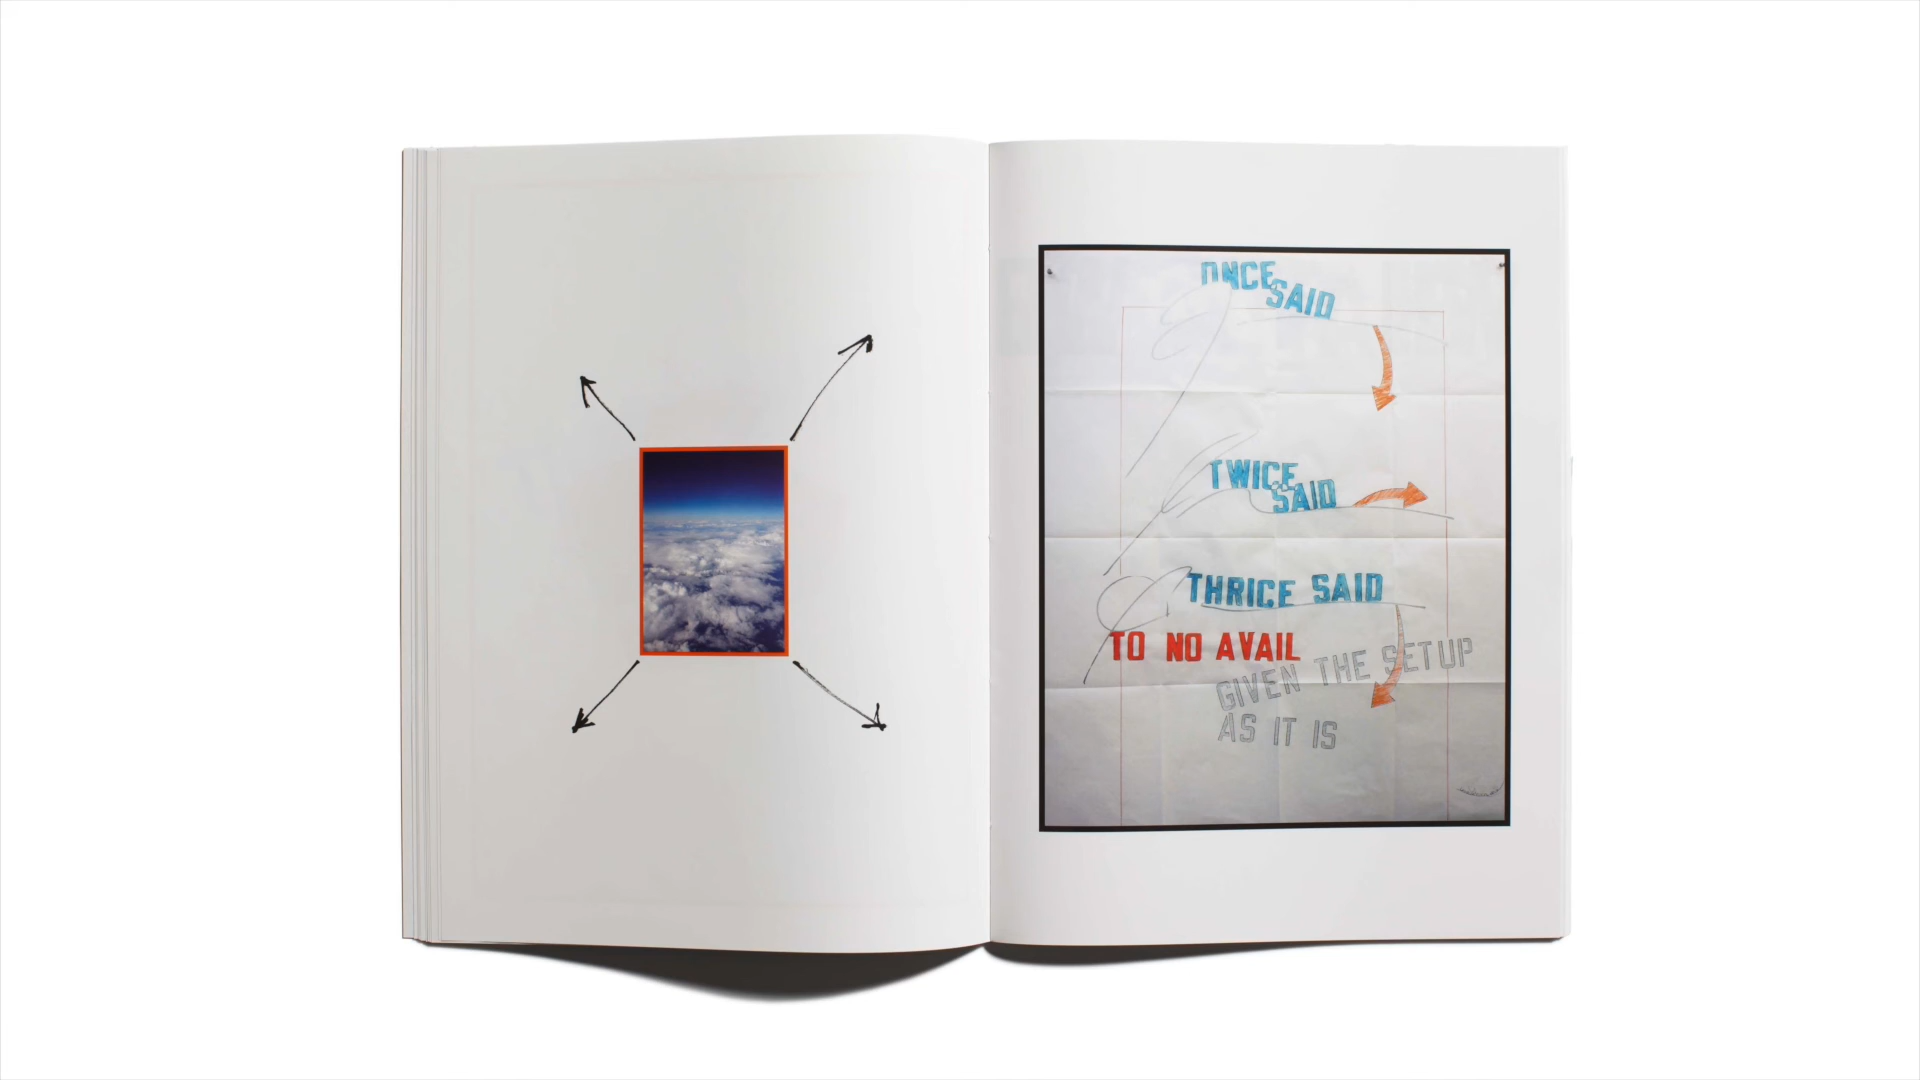 ONCE SAID
TWICE SAID
THRICE SAID
TO NO AVAIL
GIVEN THE SETUP
AS IT IS